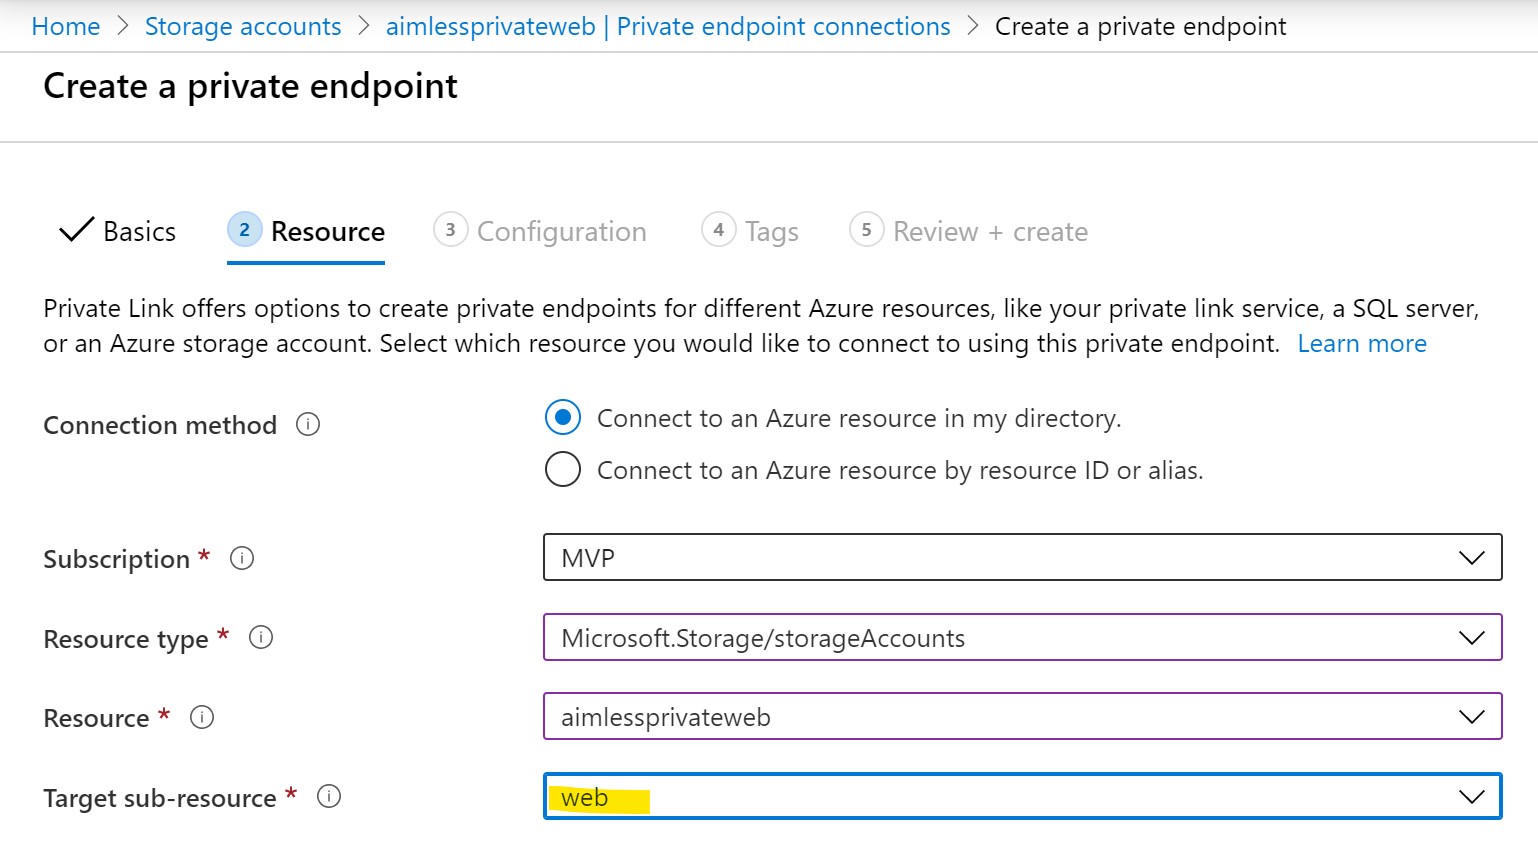 Home > Storage accounts > aimlessprivateweb | Private endpoint connections > Create a private endpoint
Create a private endpoint
Basics 2 Resource 3 Configuration 4 Tags 5 Review + create
Private Link offers options to create private endpoints for different Azure resources, like your private link service, a SQL server,
or an Azure storage account. Select which resource you would like to connect to using this private endpoint. Learn more
Connection method
Connect to an Azure resource in my directory.
Connect to an Azure resource by resource ID or alias.
Subscription * MVP
Resource type * Microsoft.Storage/storageAccounts
Resource * aimlessprivateweb
Target sub-resource * web